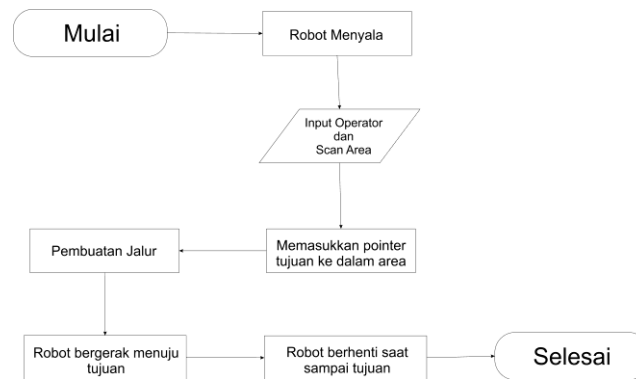 Mulai
Robot Menyala
Input Operator
dan
Scan Area
Memasukkan pointer
tujuan ke dalam area
Pembuatan Jalur
Robot bergerak menuju
tujuan
Robot berhenti saat
sampai tujuan
Selesai